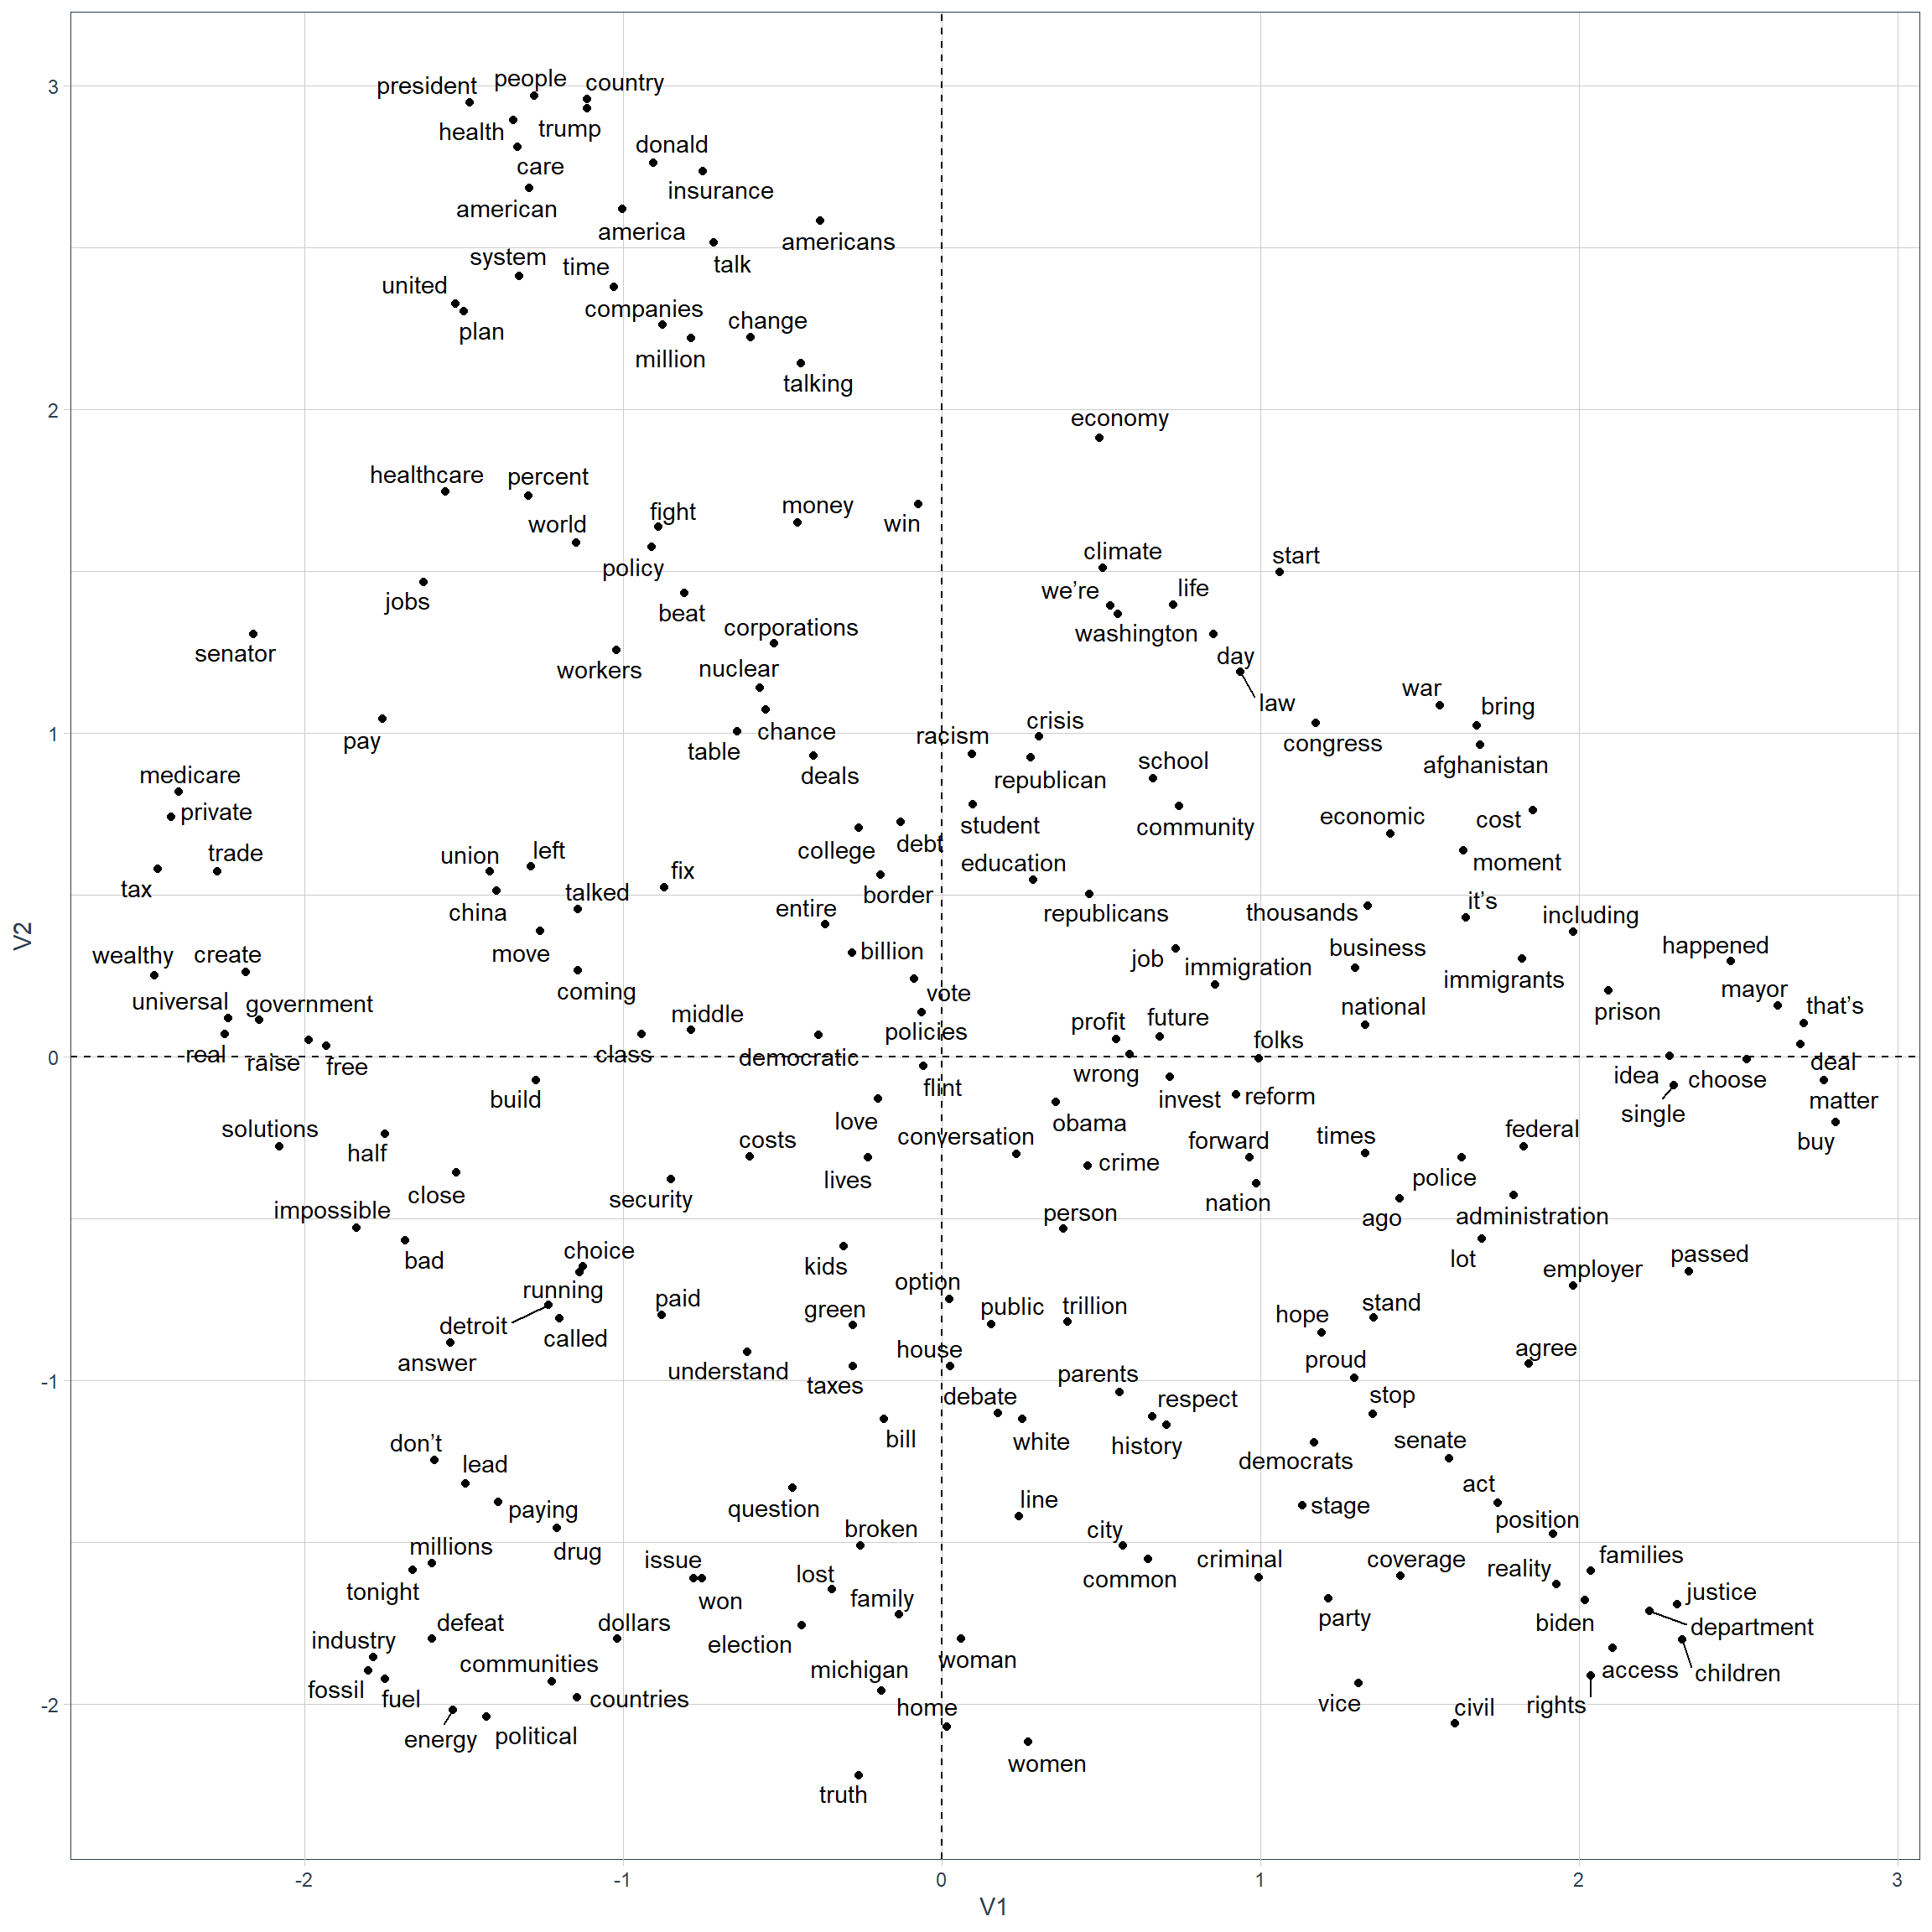 3
president
people
country
health
trump
care
donald
insurance
american
america
americans
system
time
talk
united
companies
change
plan
million
talking
2
economy
healthcare
percent
fight
money
win
world
policy
climate
start
jobs
beat
we’re
life
senator
corporations
washington
workers
nuclear
day
law
war
bring
pay
table
chance
racism
crisis
congress
afghanistan
1
medicare
deals
republican
school
private
student
community
economic
cost
trade
union
left
fix
college
debt
education
moment
tax
china
talked
entire
border
republicans
thousands
it’s
including
wealthy
create
move
billion
job
immigration
business
immigrants
happened
universal
government
coming
middle
vote
policies
profit
future
national
prison
mayor
that’s
real
raise
free
class
democratic
flint
wrong
folks
idea
choose
deal
0
build
love
invest
reform
single
matter
solutions
half
costs
conversation
obama
forward
times
federal
buy
close
security
lives
crime
nation
police
impossible
bad
choice
kids
person
ago
administration
lot
passed
running
paid
option
employer
detroit
called
green
public
trillion
hope
stand
answer
understand
taxes
house
parents
proud
agree
-1
don’t
lead
bill
debate
white
respect
history
stop
democrats
senate
paying
question
line
stage
act
drug
broken
city
position
millions
tonight
issue
won
lost
family
common
criminal
coverage
reality
families
justice
defeat
dollars
election
party
biden
department
industry
communities
michigan
woman
access
children
fossil
fuel
countries
home
vice
civil
rights
-2
energy
political
women
truth
-2
-1
0
1
2
3
V1
V2